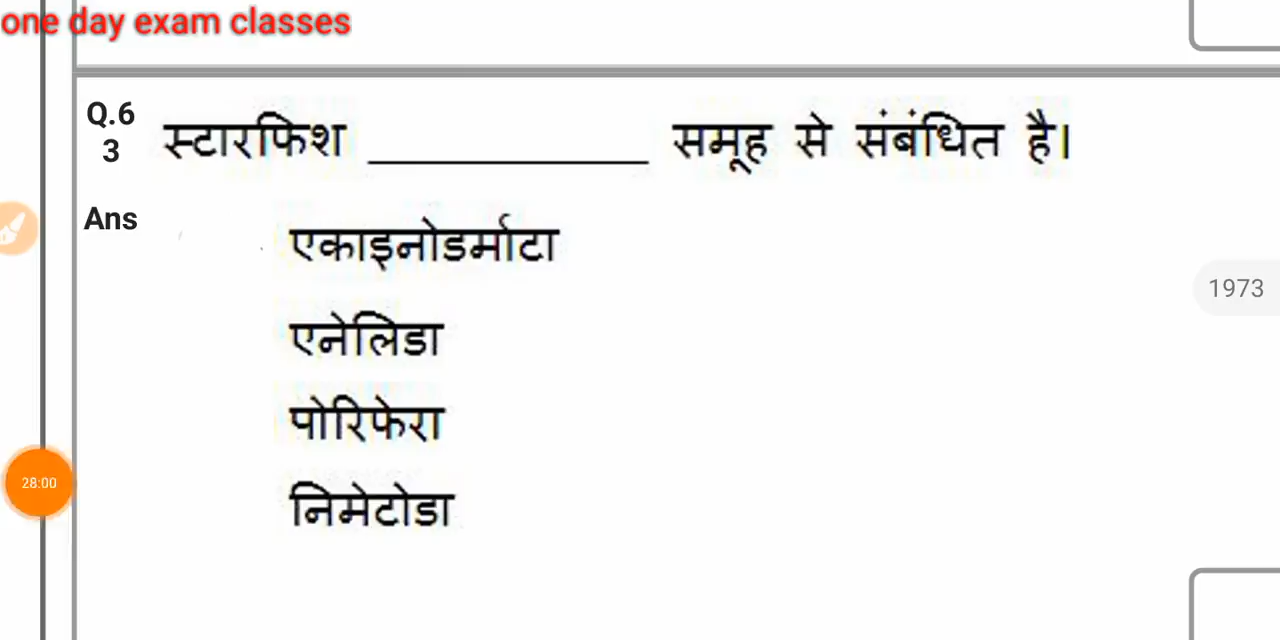 one day exam classes
Q.6
3 स्टारफिश ____________ समूह से संबंधित है।
Ans
एकाइनोडर्माटा
एनेलिडा
1973
पोरिफेरा
28:00
निमेटोडा